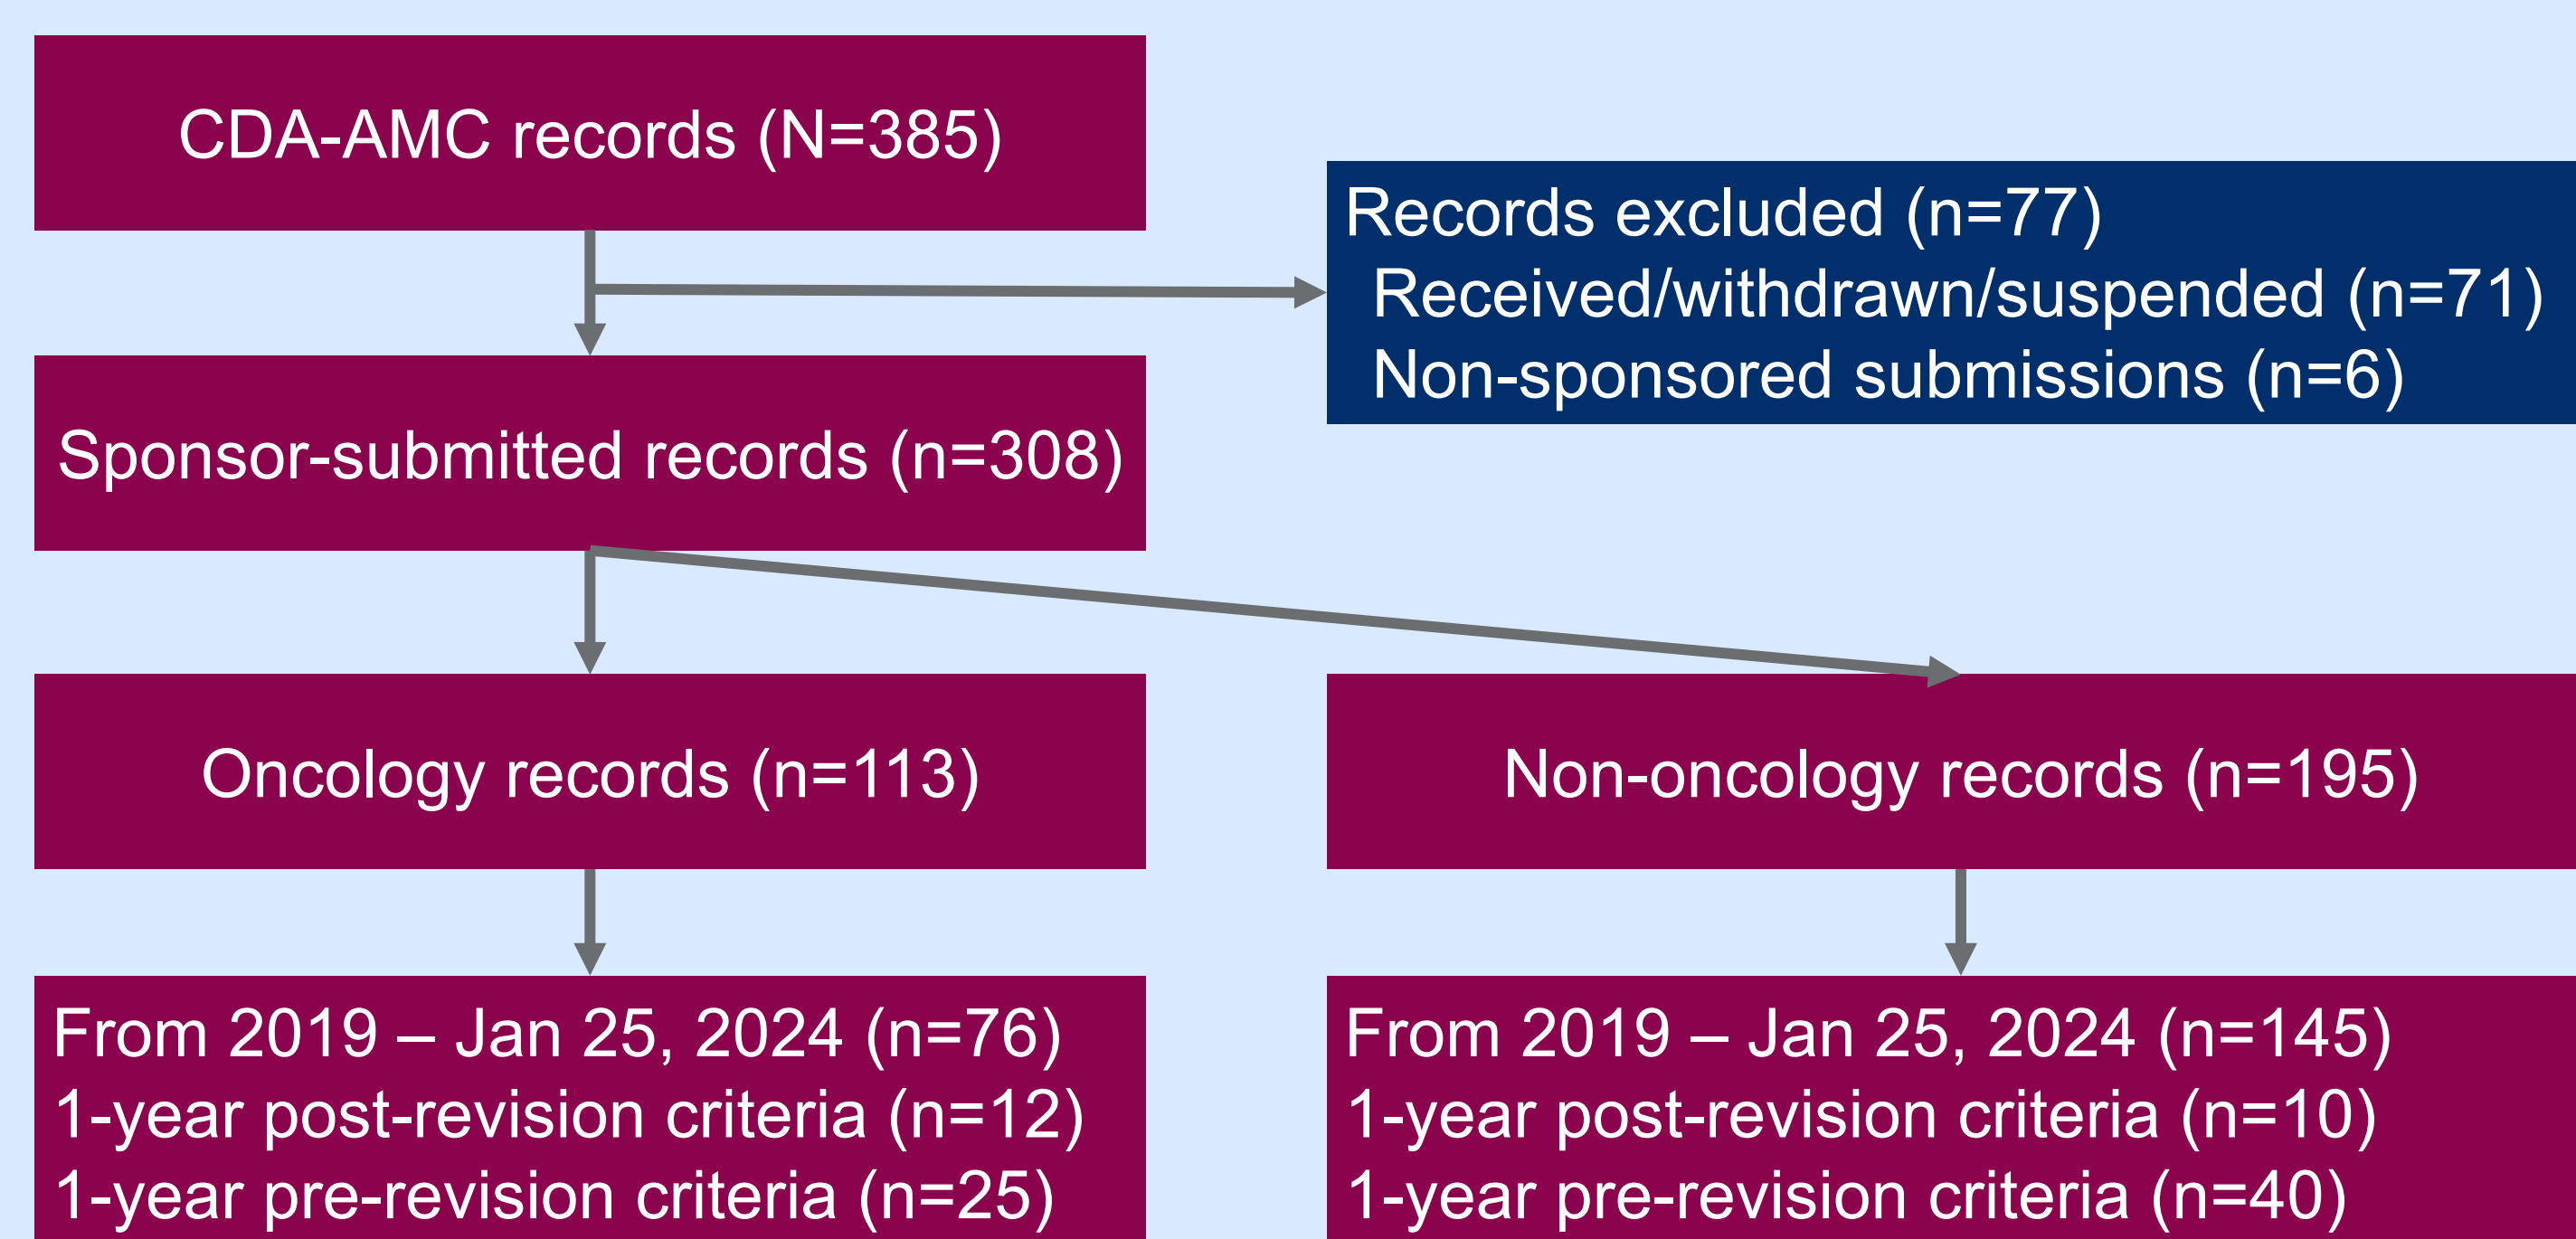 CDA-AMC records (N=385)
Records excluded (n=77)
Received/withdrawn/suspended (n=71)
Non-sponsored submissions (n=6)
Sponsor-submitted records (n=308)
Oncology records (n=113)
Non-oncology records (n=195)
From 2019 – Jan 25, 2024 (n=76)
1-year post-revision criteria (n=12)
1-year pre-revision criteria (n=25)
From 2019 – Jan 25, 2024 (n=145)
1-year post-revision criteria (n=10)
1-year pre-revision criteria (n=40)